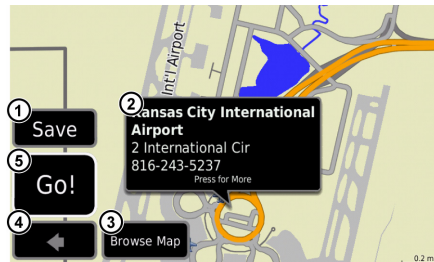 Int'l Airport
1
Save
2
Kansas City International
Airport
2 International Cir
816-243-5237
Press for More
5
Go!
4
3
Browse Map
0.2 m